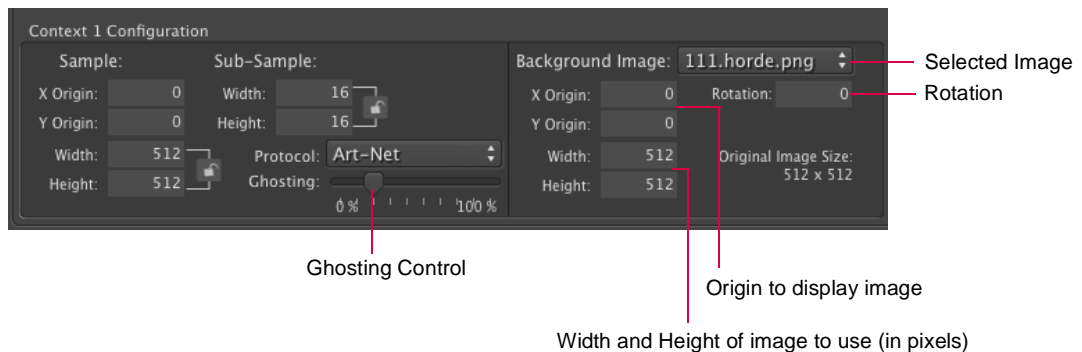 Context 1 Configuration
Sample:
X Origin: 0
Y Origin: 0
Width: 512
Height: 512
Sub-Sample:
Width: 16
Height: 16
Protocol: Art-Net
Ghosting:
0 % 100 %
Background Image: 111.horde.png
X Origin: 0
Y Origin: 0
Width: 512
Height: 512
Rotation: 0
Original Image Size:
512 x 512
Selected Image
Rotation
Ghosting Control
Origin to display image
Width and Height of image to use (in pixels)